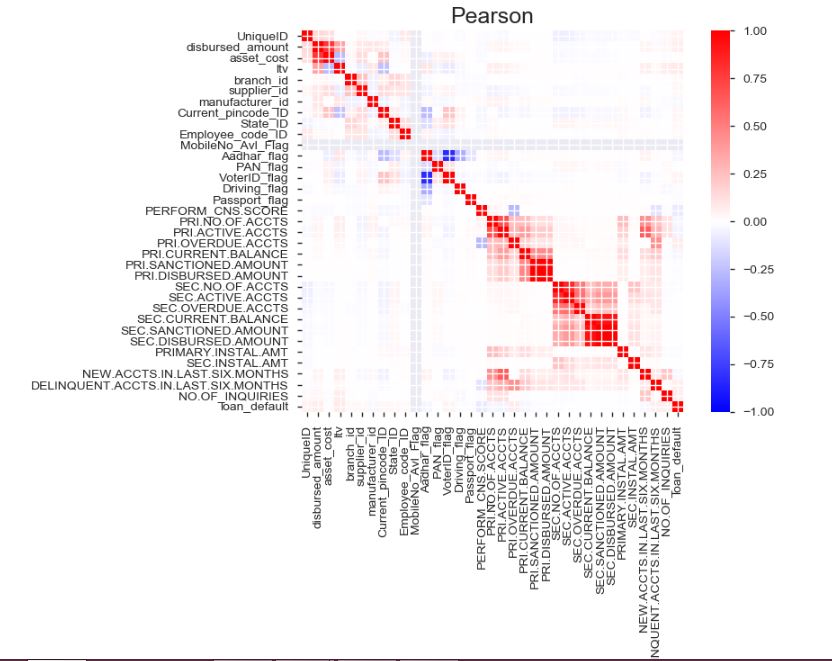 Pearson
UniqueID
disbursed_amount
asset_cost
ltv
branch_id
supplier_id
manufacturer_id
Current_pincode_ID
State_ID
Employee_code_ID
MobileNo_Avl_Flag
Aadhar_flag
PAN_flag
VoterID_flag
Driving_flag
Passport_flag
PERFORM_CNS.SCORE
PRI.NO.OF.ACCTS
PRI.ACTIVE.ACCTS
PRI.OVERDUE.ACCTS
PRI.CURRENT.BALANCE
PRI.SANCTIONED.AMOUNT
PRI.DISBURSED.AMOUNT
SEC.NO.OF.ACCTS
SEC.ACTIVE.ACCTS
SEC.OVERDUE.ACCTS
SEC.CURRENT.BALANCE
SEC.SANCTIONED.AMOUNT
SEC.DISBURSED.AMOUNT
PRIMARY.INSTAL.AMT
SEC.INSTAL.AMT
NEW.ACCTS.IN.LAST.SIX.MONTHS
DELINQUENT.ACCTS.IN.LAST.SIX.MONTHS
NO.OF_INQUIRIES
loan_default
1.00
0.75
0.50
0.25
0.00
−0.25
−0.50
−0.75
−1.00
UniqueID
disbursed_amount
asset_cost
ltv
branch_id
supplier_id
manufacturer_id
Current_pincode_ID
State_ID
Employee_code_ID
MobileNo_Avl_Flag
Aadhar_flag
PAN_flag
VoterID_flag
Driving_flag
Passport_flag
PERFORM_CNS.SCORE
PRI.NO.OF.ACCTS
PRI.ACTIVE.ACCTS
PRI.OVERDUE.ACCTS
PRI.CURRENT.BALANCE
PRI.SANCTIONED.AMOUNT
PRI.DISBURSED.AMOUNT
SEC.NO.OF.ACCTS
SEC.ACTIVE.ACCTS
SEC.OVERDUE.ACCTS
SEC.CURRENT.BALANCE
SEC.SANCTIONED.AMOUNT
SEC.DISBURSED.AMOUNT
PRIMARY.INSTAL.AMT
SEC.INSTAL.AMT
NEW.ACCTS.IN.LAST.SIX.MONTHS
NQUENT.ACCTS.IN.LAST.SIX.MONTHS
NO.OF_INQUIRIES
loan_default